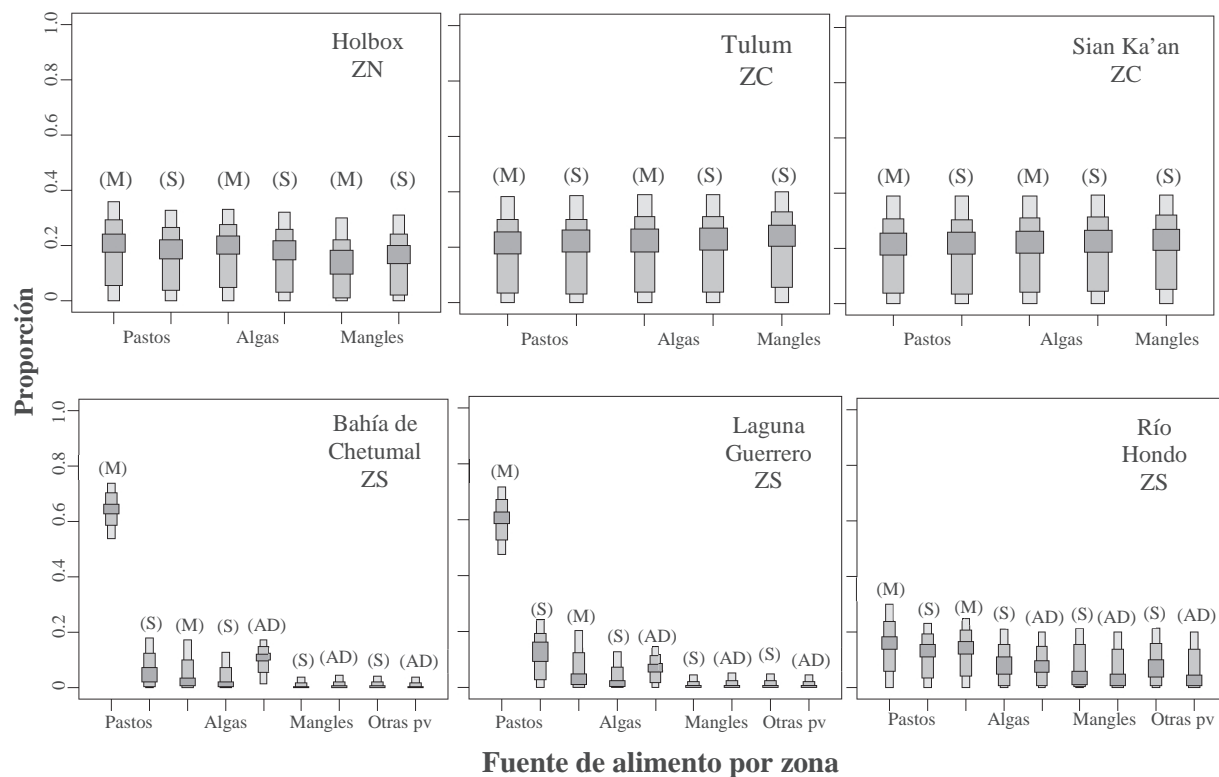 Proporción
1.0
0.8
0.6
0.4
0.2
0
Holbox
ZN
(M) (S) (M) (S) (M) (S)
Pastos Algas Mangles
Tulum
ZC
(M) (S) (M) (S) (S)
Pastos Algas Mangles
Sian Ka’an
ZC
(M) (S) (M) (S) (S)
Pastos Algas Mangles
1.0
0.8
0.6
0.4
0.2
0
Bahía de
Chetumal
ZS
(M)
(S) (M) (S) (AD) (S) (AD) (S) (AD)
Pastos Algas Mangles Otras pv
Laguna
Guerrero
ZS
(M)
(S) (M) (S) (AD) (S) (AD) (S) (AD)
Pastos Algas Mangles Otras pv
Río
Hondo
ZS
(M) (S) (M) (S) (AD) (S) (AD) (S) (AD)
Pastos Algas Mangles Otras pv
Fuente de alimento por zona